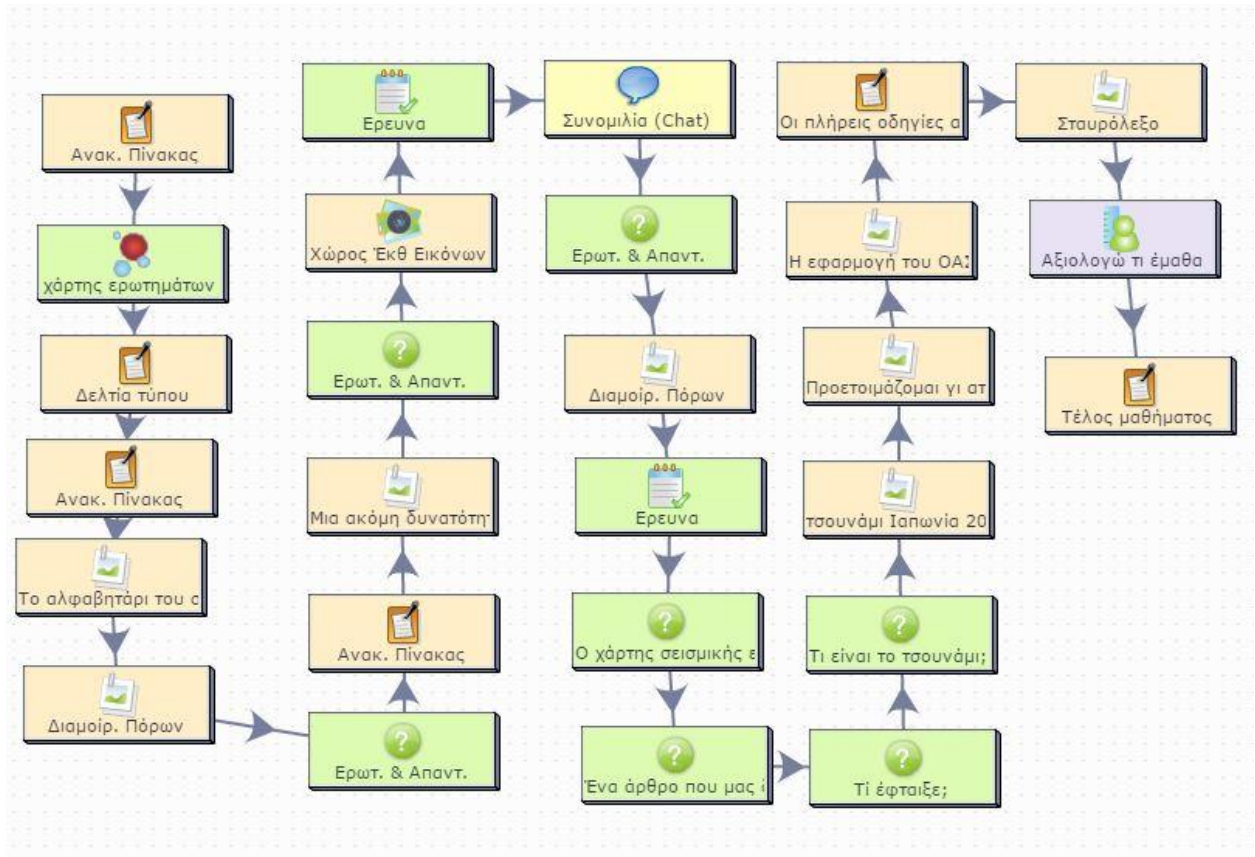 Ανακ. Πίνακας
χάρτης ερωτημάτων
Δελτία τύπου
Ανακ. Πίνακας
Το αλφαβητάρι του σ
Διαμοίρ. Πόρων
Ερωτ. & Απαντ.
Ανακ. Πίνακας
Μια ακόμη δυνατότητ
Ερωτ. & Απαντ.
Χώρος Έκθ Εικόνων
Ερευνα
Συνομιλία (Chat)
Ερωτ. & Απαντ.
Διαμοίρ. Πόρων
Ερευνα
Ο χάρτης σεισμικής ε
Ένα άρθρο που μας
Τί έφταιξε;
Τι είναι το τσουνάμι;
τσουνάμι Ιαπωνία 20
Προετοιμάζομαι γι ατ
Η εφαρμογή του ΟΑΣ
Οι πλήρεις οδηγίες α
Σταυρόλεξο
Αξιολογώ τι έμαθα
Τέλος μαθήματος